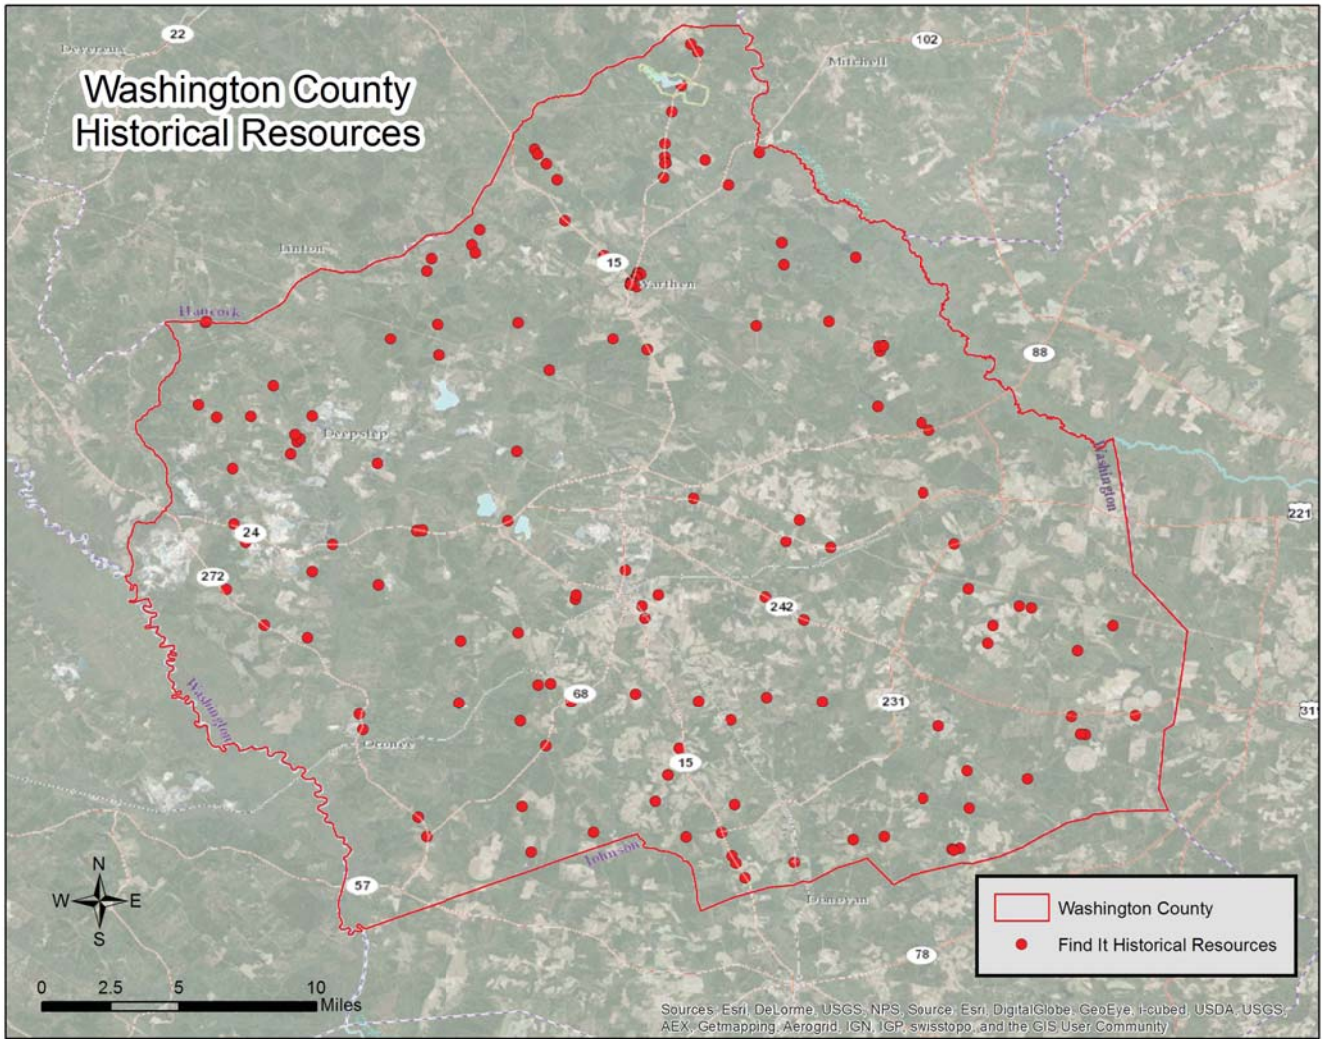 22
102
Devereux
Mitchell
Washington County
Historical Resources
Linton
15
Warthen
Hancock
88
Deepstep
Washington
221
24
272
242
68
231
311
Washington
Oconee
15
Johnson
57
Donovan
78
N
W E
S
Washington County
Find It Historical Resources
0 2.5 5 10
Miles
Sources: Esri, DeLorme, USGS, NPS, Source: Esri, DigitalGlobe, GeoEye, i-cubed, USDA, USGS,
AEX, Getmapping, Aerogrid, IGN, IGP, swisstopo, and the GIS User Community